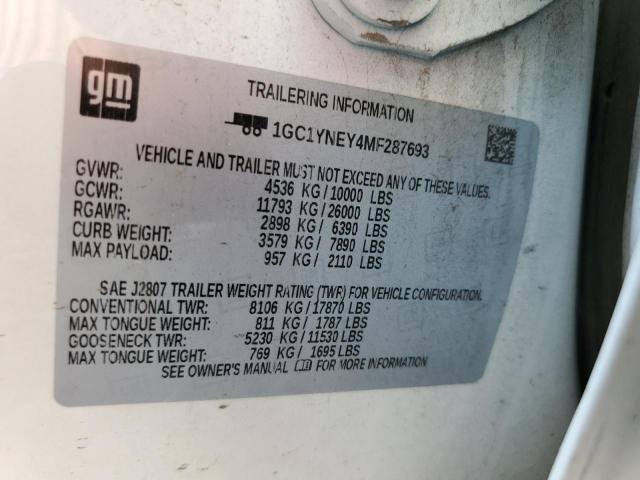 gm
TRAILERING INFORMATION
1GC1YNEY4MF287693
VEHICLE AND TRAILER MUST NOT EXCEED ANY OF THESE VALUES.
GVWR: 4536 KG/10000 LBS
GCWR: 11793 KG/26000 LBS
RGAWR: 2898 KG/ 6390 LBS
CURB WEIGHT: 3579 KG/ 7890 LBS
MAX PAYLOAD: 957 KG/ 2110 LBS
SAE J2807 TRAILER WEIGHT RATING (TWR) FOR VEHICLE CONFIGURATION.
CONVENTIONAL TWR: 8106 KG/17870 LBS
MAX TONGUE WEIGHT: 811 KG/ 1787 LBS
GOOSENECK TWR: 5230 KG/11530 LBS
MAX TONGUE WEIGHT: 769 KG/ 1695 LBS
SEE OWNER'S MANUAL FOR MORE INFORMATION